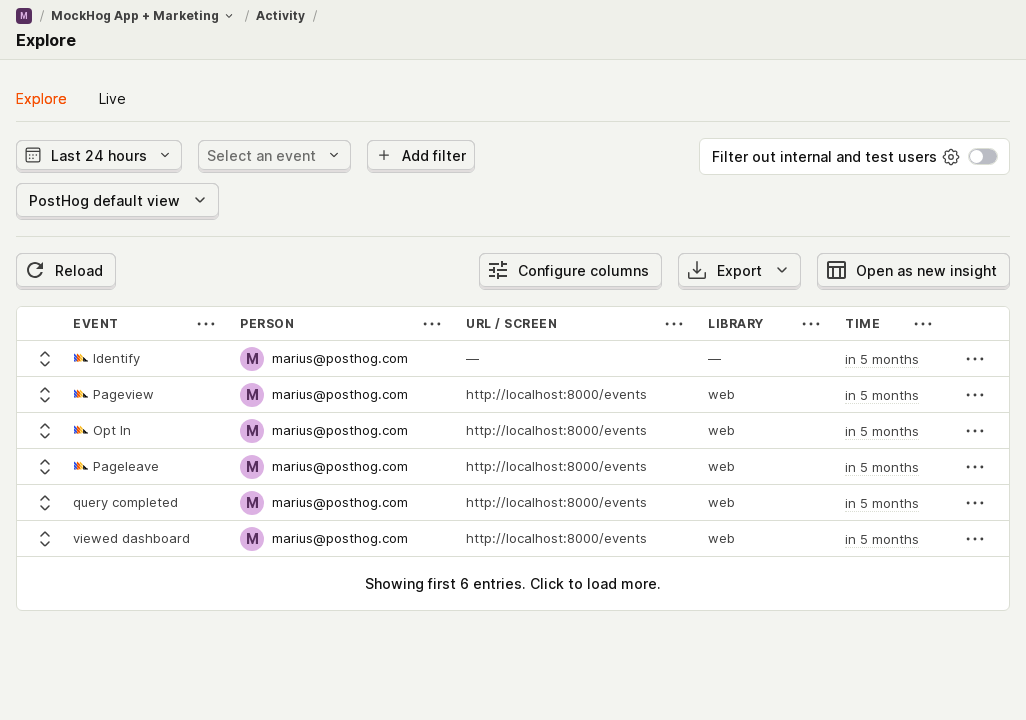 M / MockHog App + Marketing / Activity /
Explore
Explore Live
Last 24 hours Select an event Add filter Filter out internal and test users
PostHog default view
Reload Configure columns Export Open as new insight
EVENT PERSON URL / SCREEN LIBRARY TIME
Identify M marius@posthog.com — — in 5 months
Pageview M marius@posthog.com http://localhost:8000/events web in 5 months
Opt In M marius@posthog.com http://localhost:8000/events web in 5 months
Pageleave M marius@posthog.com http://localhost:8000/events web in 5 months
query completed M marius@posthog.com http://localhost:8000/events web in 5 months
viewed dashboard M marius@posthog.com http://localhost:8000/events web in 5 months
Showing first 6 entries. Click to load more.